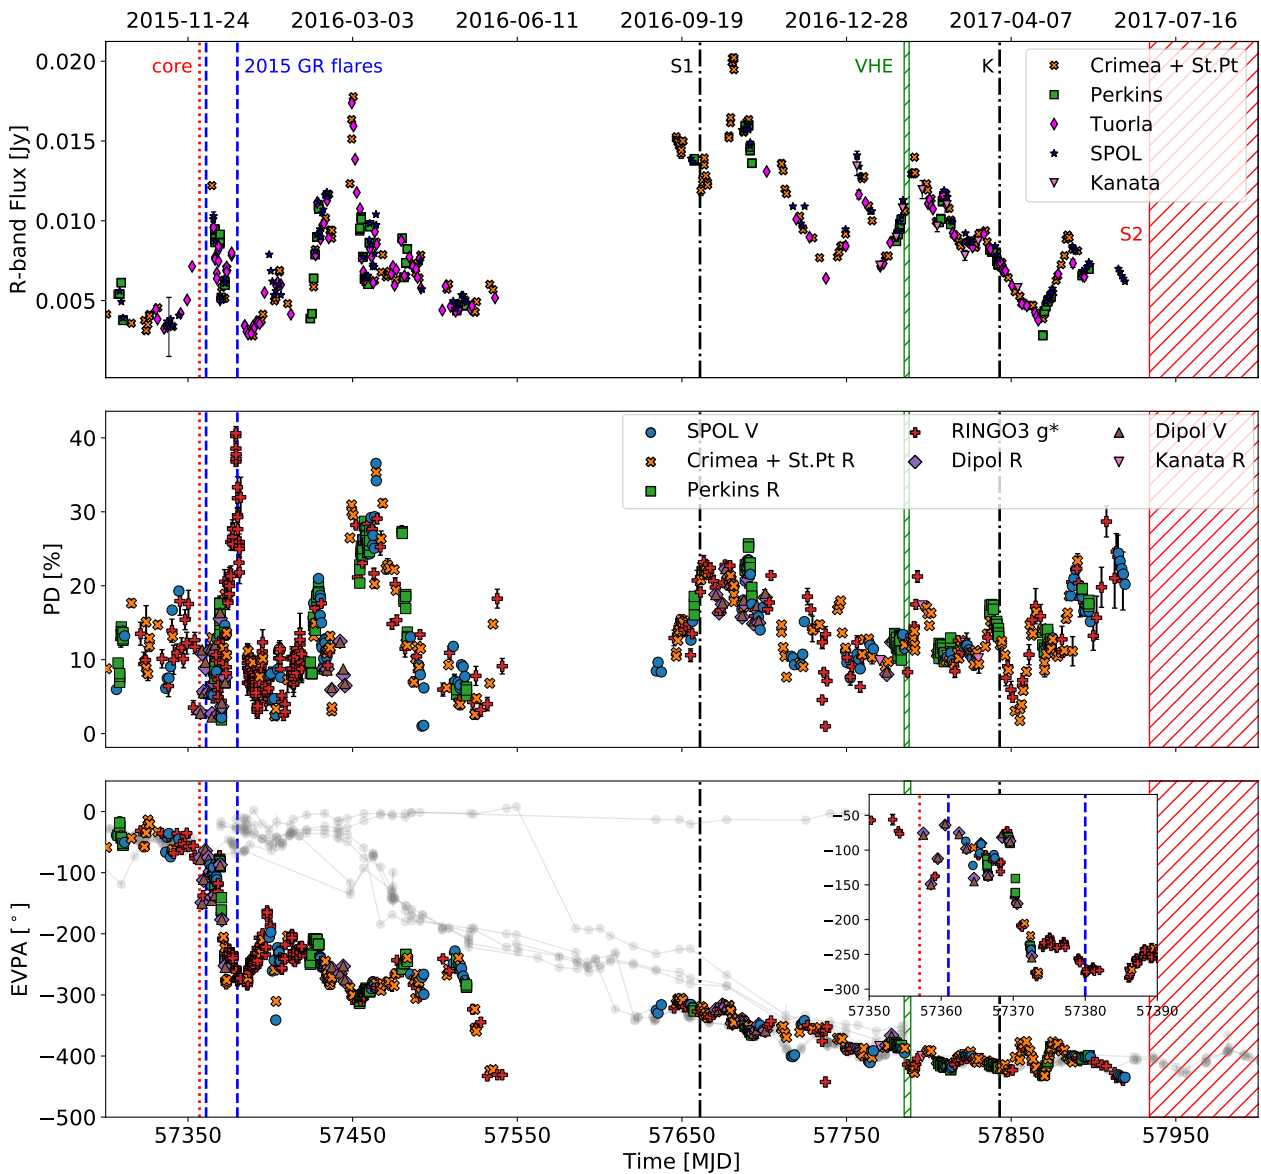 2015-11-24 2016-03-03 2016-06-11 2016-09-19 2016-12-28 2017-04-07 2017-07-16
R-band Flux [Jy]
0.020
0.015
0.010
0.005
core
2015 GR flares
S1
VHE
K
S2
Crimea + St.Pt
Perkins
Tuorla
SPOL
Kanata
PD [%]
40
30
20
10
0
SPOL V
Crimea + St.Pt R
Perkins R
RINGO3 g*
Dipol R
Dipol V
Kanata R
EVPA [°]
0
−100
−200
−300
−400
−500
−50
−100
−150
−200
−250
−300
57350 57360 57370 57380 57390
57350 57450 57550 57650 57750 57850 57950
Time [MJD]